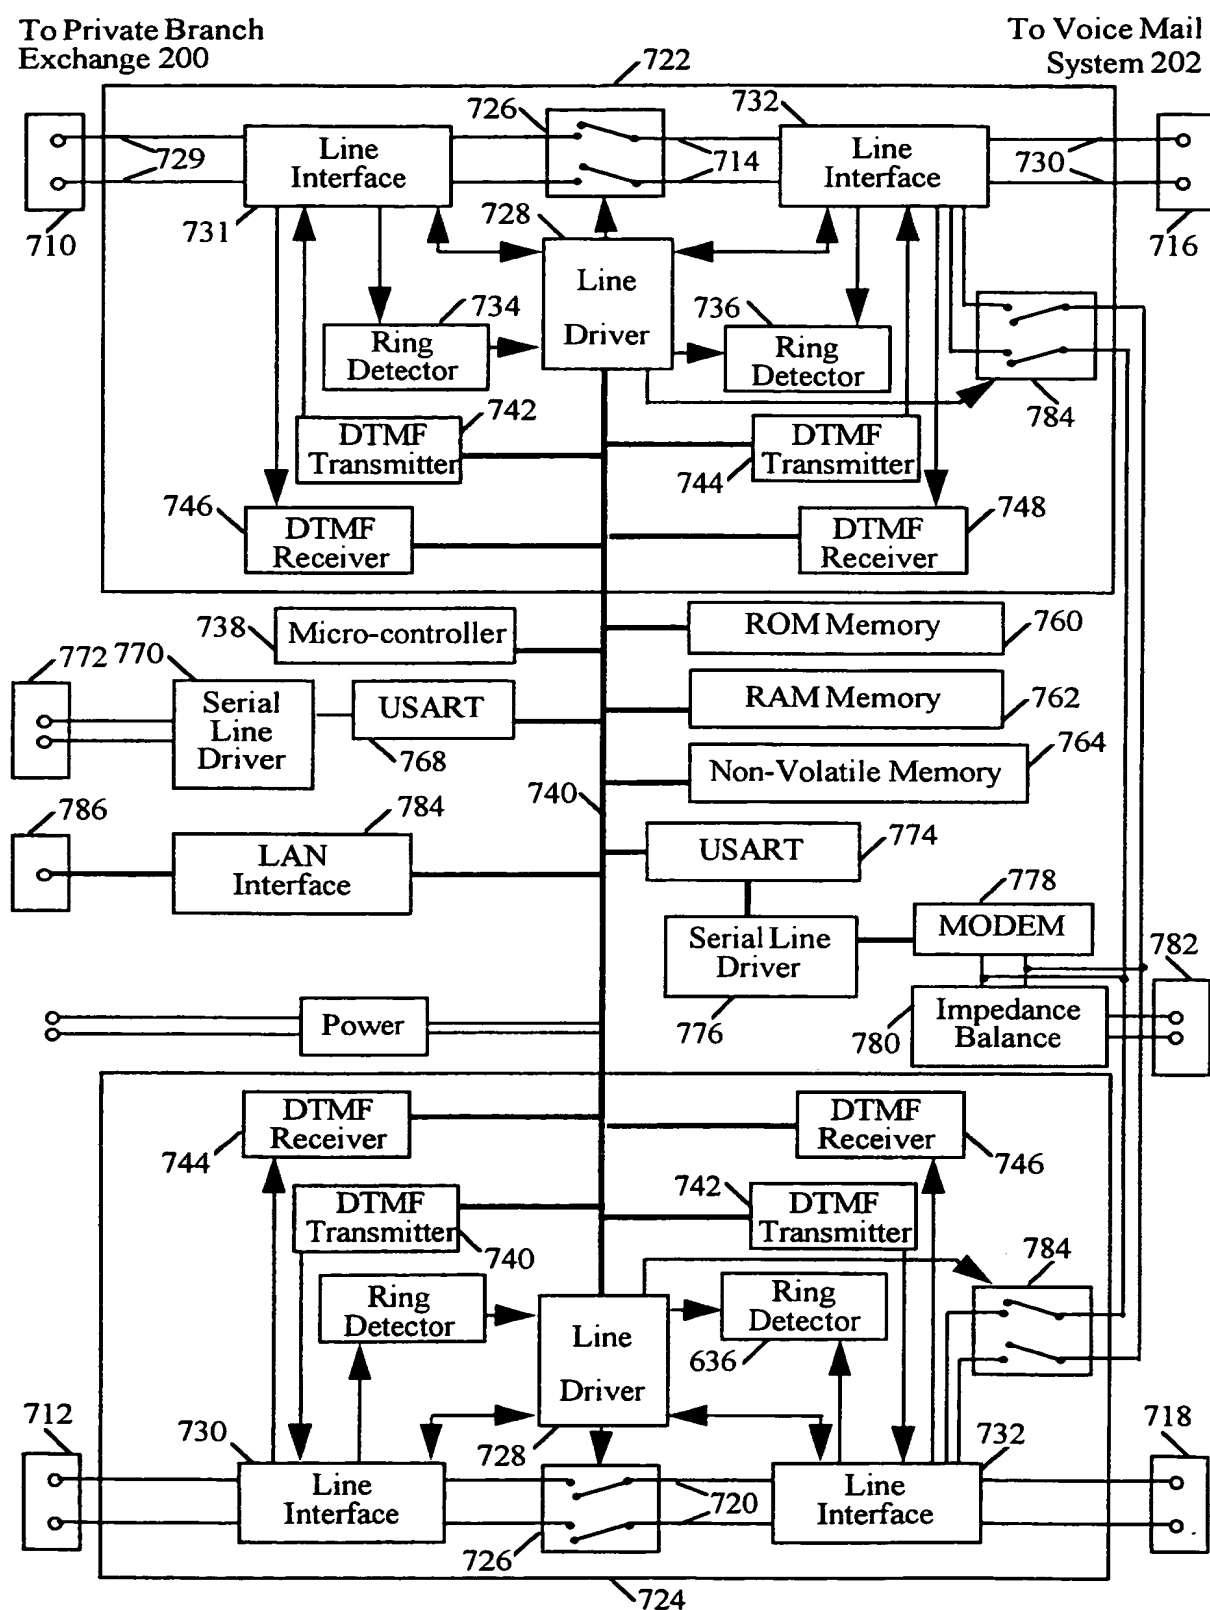 To Private Branch
Exchange 200
To Voice Mail
System 202
722
726
732
Line
Interface
Line
Interface
729
714
730
710
731
728
716
Line
Driver
734
736
Ring
Detector
Ring
Detector
784
742
DTMF
Transmitter
DTMF
Transmitter
744
746
748
DTMF
Receiver
DTMF
Receiver
738
Micro-controller
ROM Memory
760
772
770
Serial
Line
Driver
USART
768
RAM Memory
762
Non-Volatile Memory
764
740
786
784
LAN
Interface
USART
774
778
MODEM
Serial Line
Driver
776
782
Impedance
Balance
780
Power
DTMF
Receiver
744
DTMF
Receiver
746
742
DTMF
Transmitter
740
DTMF
Transmitter
784
Ring
Detector
Ring
Detector
636
Line
Driver
728
712
730
732
718
Line
Interface
Line
Interface
720
726
724